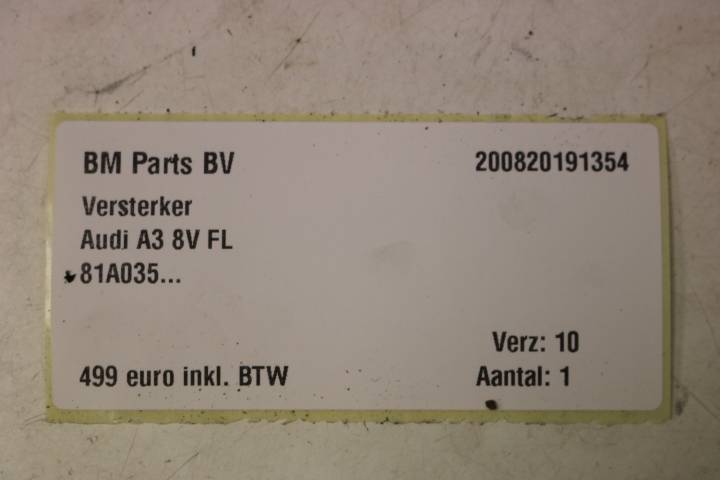 BM Parts BV 200820191354
Versterker
Audi A3 8V FL
81A035...
Verz: 10
499 euro inkl. BTW Aantal: 1